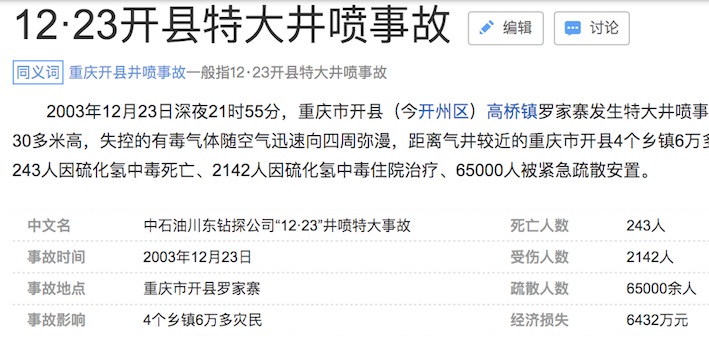 12·23开县特大井喷事故 编辑 讨论
同义词 重庆开县井喷事故一般指12·23开县特大井喷事故
2003年12月23日深夜21时55分，重庆市开县（今开州区）高桥镇罗家寨发生特大井喷事
30多米高，失控的有毒气体随空气迅速向四周弥漫，距离气井较近的重庆市开县4个乡镇6万多
243人因硫化氢中毒死亡、2142人因硫化氢中毒住院治疗、65000人被紧急疏散安置。
中文名 中石油川东钻探公司“12·23”井喷特大事故 死亡人数 243人
事故时间 2003年12月23日 受伤人数 2142人
事故地点 重庆市开县罗家寨 疏散人数 65000余人
事故影响 4个乡镇6万多灾民 经济损失 6432万元